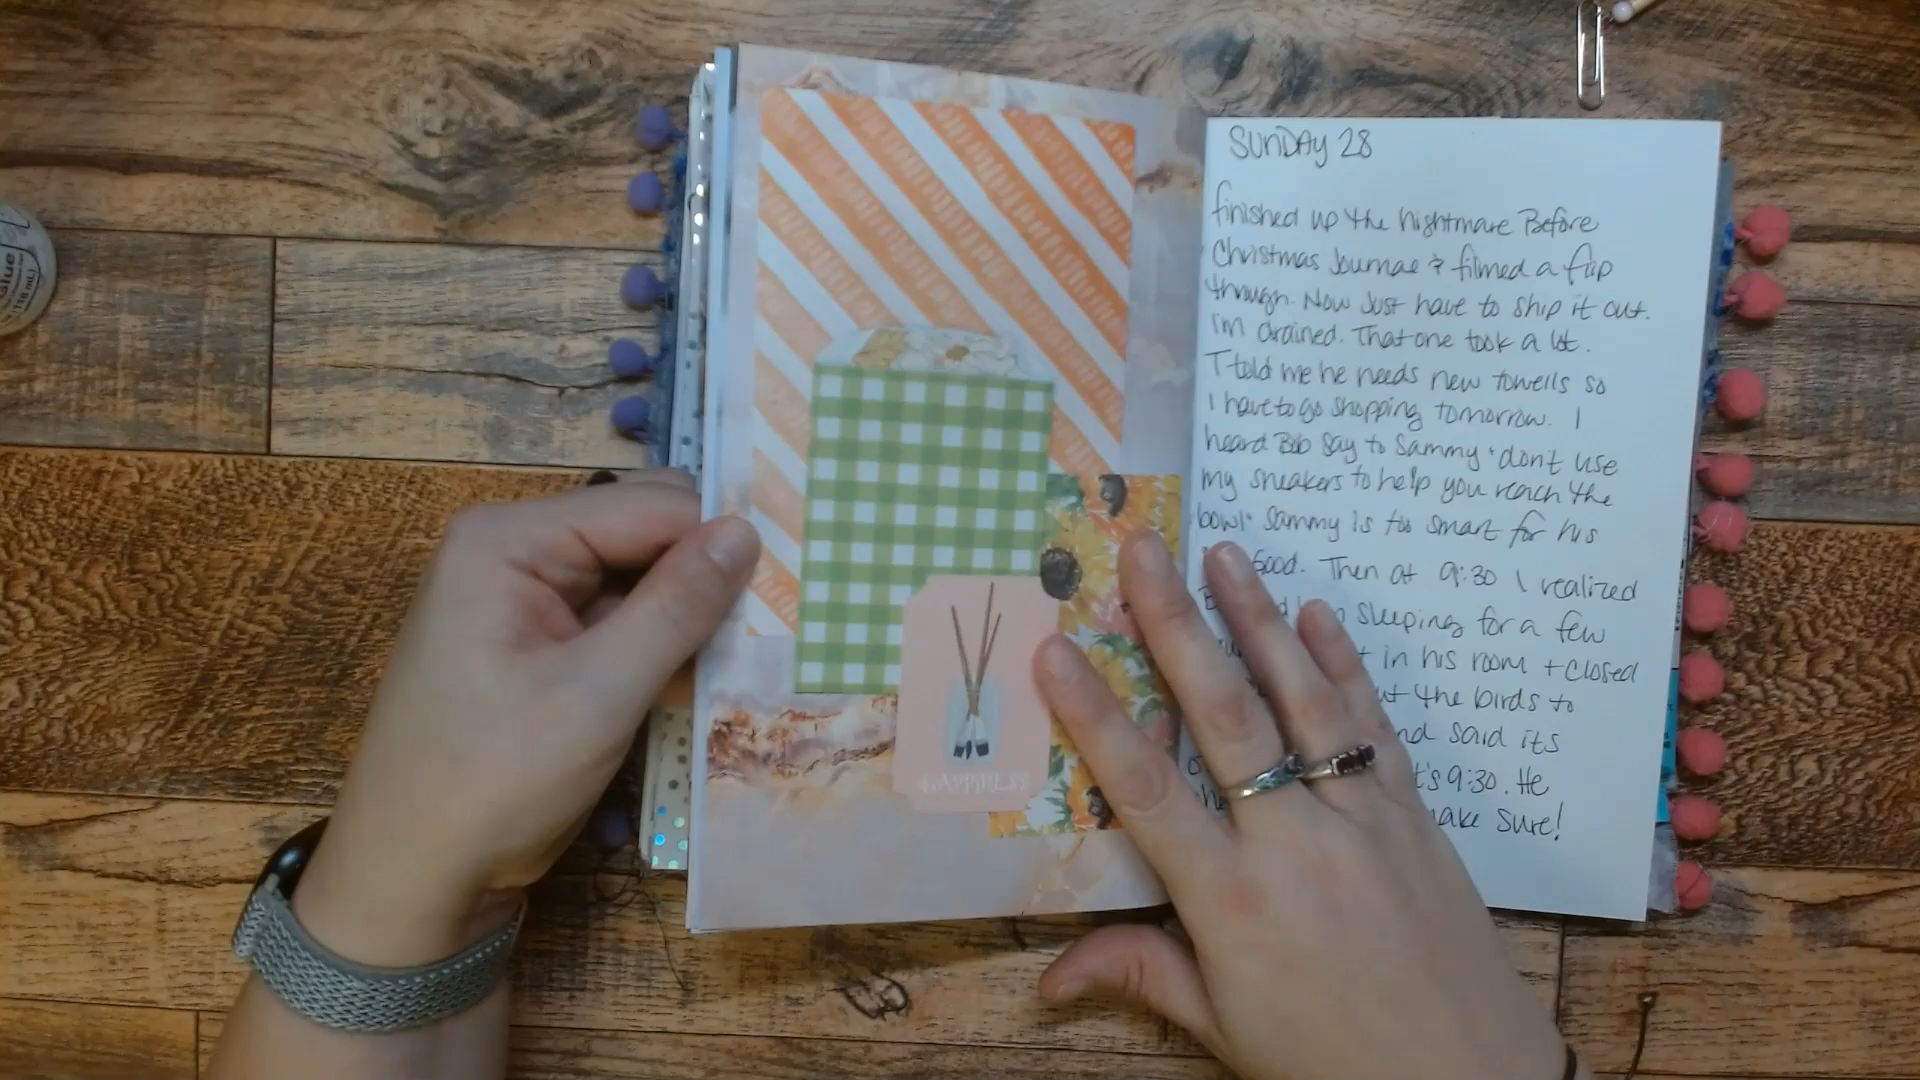 Glue
HAPPINESS
SUNDAY 28
finished up the Nightmare Before
Christmas Journal & filmed a flip
through. Now Just have to ship it out.
I'm drained. That one took a lot.
T told me he needs new towells so
I have to go shopping tomorrow. I
heard Bob say to Sammy "don't use
my sneakers to help you reach the
bowl" Sammy is too smart for his
Good. Then at 9:30 I realized
sleeping for a few
in his room + closed
the birds to
said its
9:30. He
make sure!